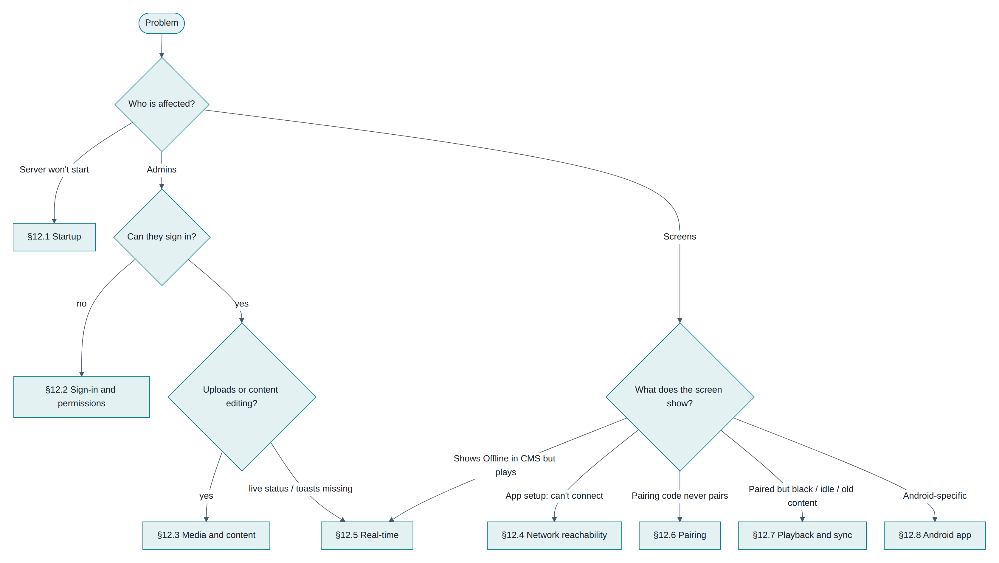 Problem
Who is affected?
Server won't start
Admins
§12.1 Startup
Can they sign in?
Screens
no
yes
§12.2 Sign-in and
permissions
Uploads or content
editing?
What does the screen
show?
Shows Offline in CMS but
plays
live status / toasts missing
yes
App setup: can't connect
Pairing code never pairs
Paired but black / idle / old
content
Android-specific
§12.3 Media and content
§12.5 Real-time
§12.4 Network reachability
§12.6 Pairing
§12.7 Playback and sync
§12.8 Android app